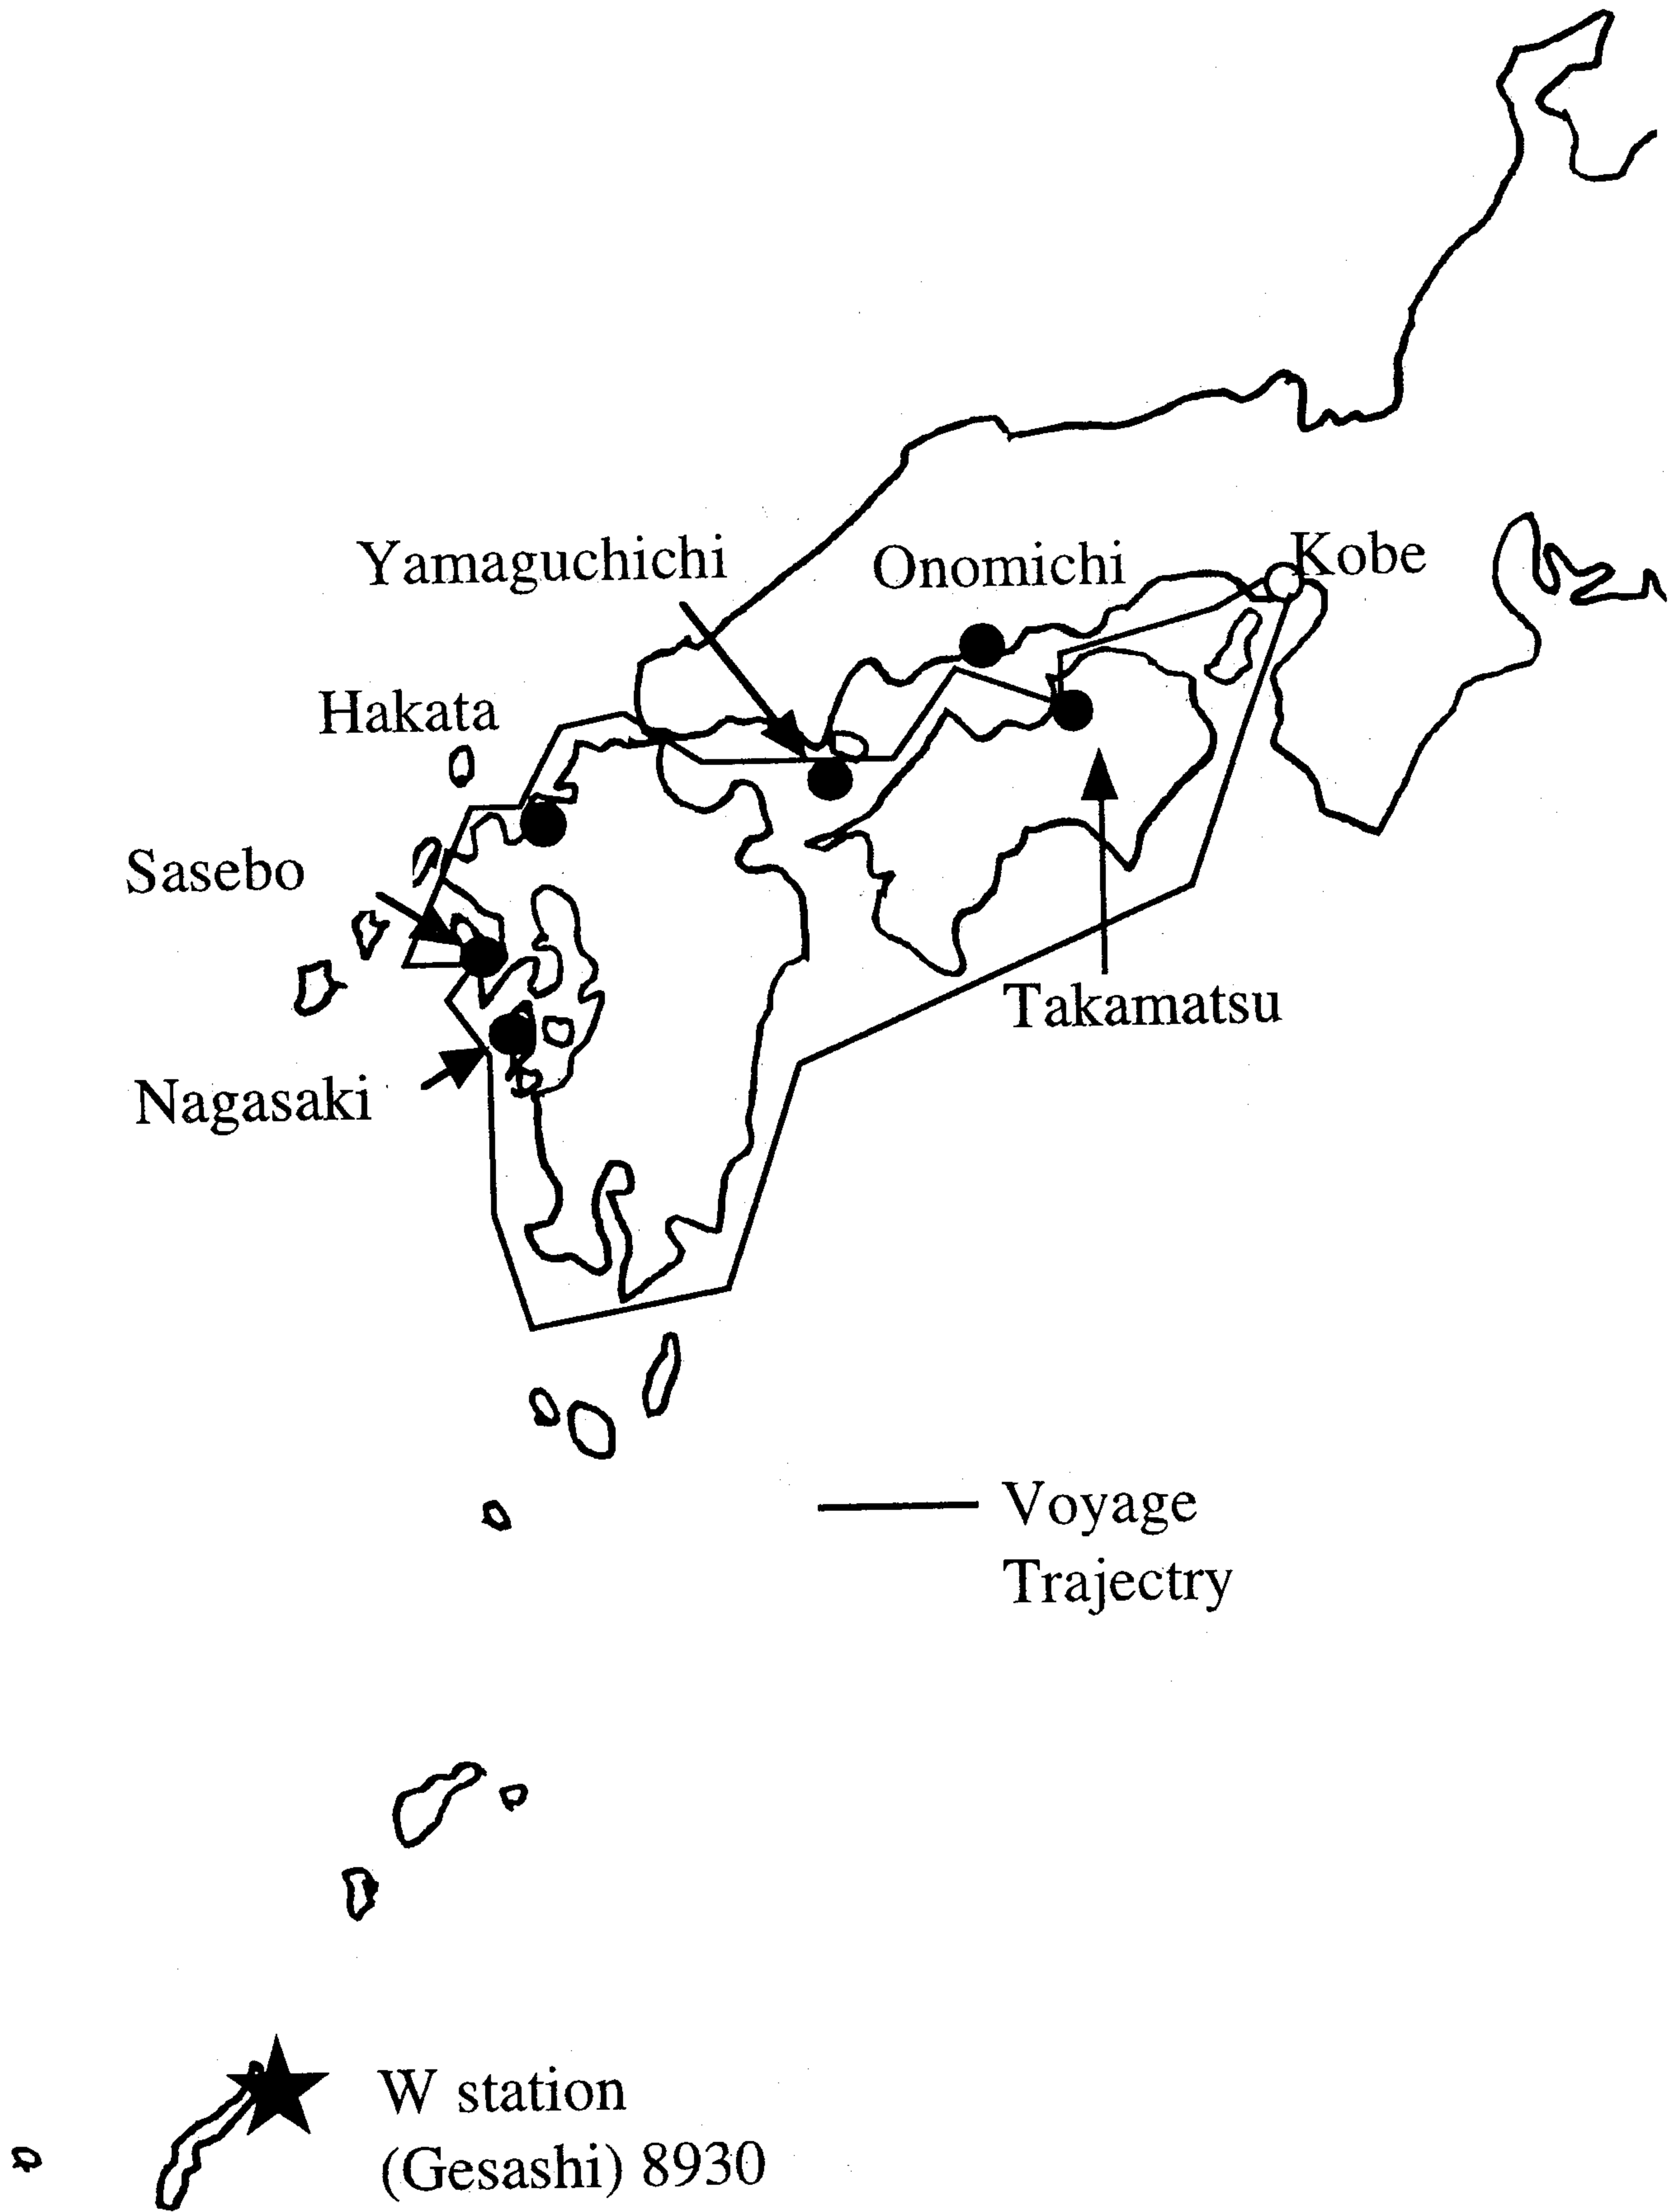 Yamaguchichi
Onomichi
Kobe
Hakata
Sasebo
Takamatsu
Nagasaki
Voyage
Trajectry
W station
(Gesashi) 8930